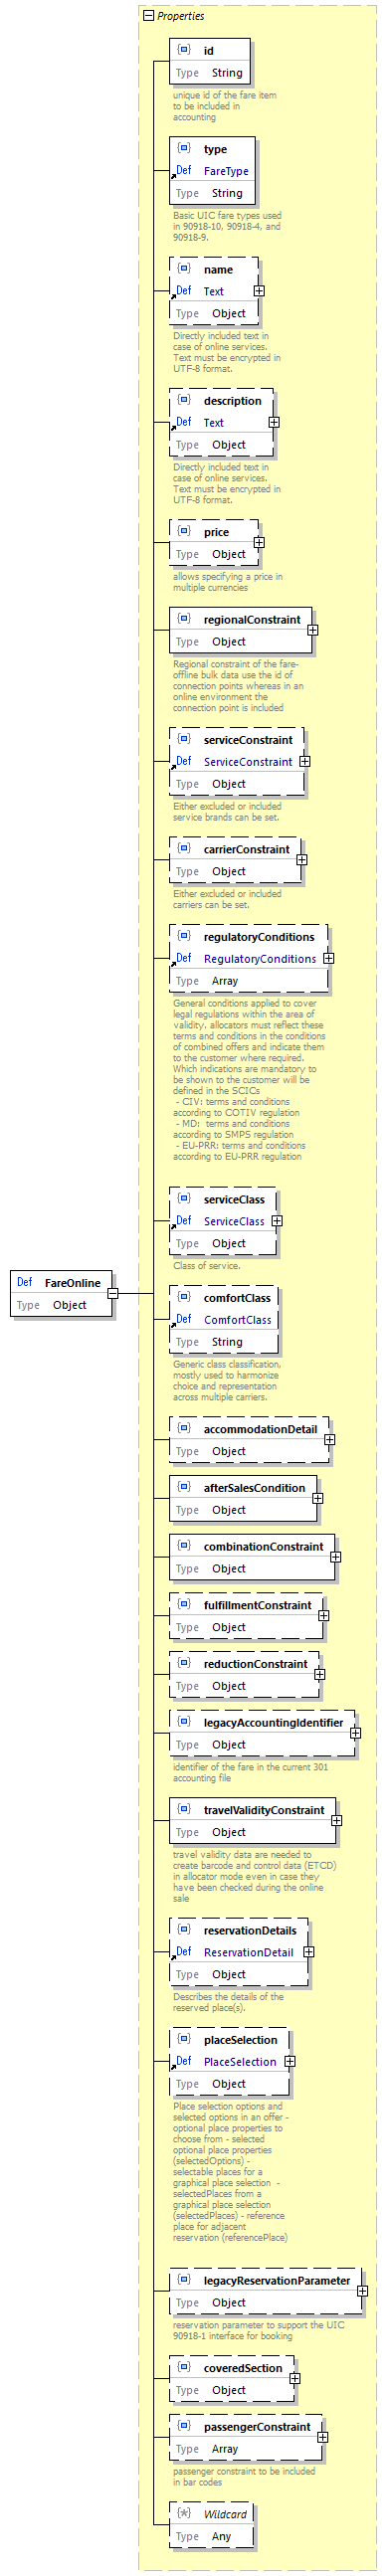 Properties
id
Type String
unique id of the fare item
to be included in
accounting
type
Def FareType
Type String
Basic UIC fare types used
in 90918-10, 90918-4, and
90918-9.
name
Def Text
Type Object
Directly included text in
case of online services.
Text must be encrypted in
UTF-8 format.
description
Def Text
Type Object
Directly included text in
case of online services.
Text must be encrypted in
UTF-8 format.
price
Type Object
allows specifying a price in
multiple currencies
regionalConstraint
Type Object
Regional constraint of the fare-
offline bulk data use the id of
connection points whereas in an
online environment the
connection point is included
serviceConstraint
Def ServiceConstraint
Type Object
Either excluded or included
service brands can be set.
carrierConstraint
Type Object
Either excluded or included
carriers can be set.
regulatoryConditions
Def RegulatoryConditions
Type Array
General conditions applied to cover
legal regulations within the area of
validity. allocators must reflect these
terms and conditions in the conditions
of combined offers and indicate them
to the customer where required.
Which indications are mandatory to
be shown to the customer will be
defined in the SCICs
- CIV: terms and conditions
according to COTIV regulation
- MD: terms and conditions
according to SMPS regulation
- EU-PRR: terms and conditions
according to EU-PRR regulation
serviceClass
Def ServiceClass
Type Object
Class of service.
Def FareOnline
Type Object
comfortClass
Def ComfortClass
Type String
Generic class classification,
mostly used to harmonize
choice and representation
across multiple carriers.
accommodationDetail
Type Object
afterSalesCondition
Type Object
combinationConstraint
Type Object
fulfillmentConstraint
Type Object
reductionConstraint
Type Object
legacyAccountingIdentifier
Type Object
identifier of the fare in the current 301
accounting file
travelValidityConstraint
Type Object
travel validity data are needed to
create barcode and control data (ETCD)
in allocator mode even in case they
have been checked during the online
sale
reservationDetails
Def ReservationDetail
Type Object
Describes the details of the
reserved place(s).
placeSelection
Def PlaceSelection
Type Object
Place selection options and
selected options in an offer -
optional place properties to
choose from - selected
optional place properties
(selectedOptions) -
selectable places for a
graphical place selection -
selectedPlaces from a
graphical place selection
(selectedPlaces) - reference
place for adjacent
reservation (referencePlace)
legacyReservationParameter
Type Object
reservation parameter to support the UIC
90918-1 interface for booking
coveredSection
Type Object
passengerConstraint
Type Array
passenger constraint to be included
in bar codes
Wildcard
Type Any